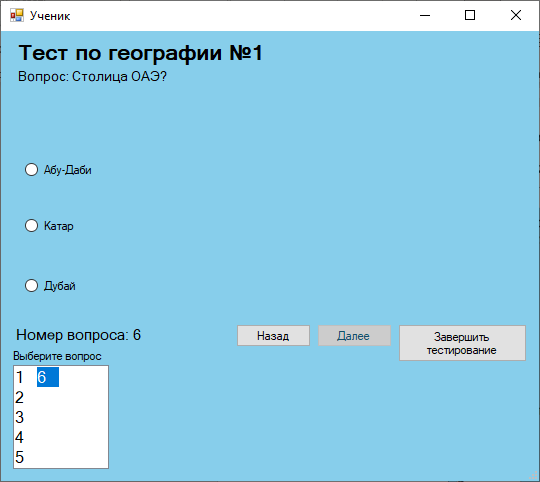 Ученик
Тест по географии №1
Вопрос: Столица ОАЭ?
Абу-Даби
Катар
Дубай
Номер вопроса: 6
Назад
Далее
Завершить
тестирование
Выберите вопрос
1 6
2
3
4
5